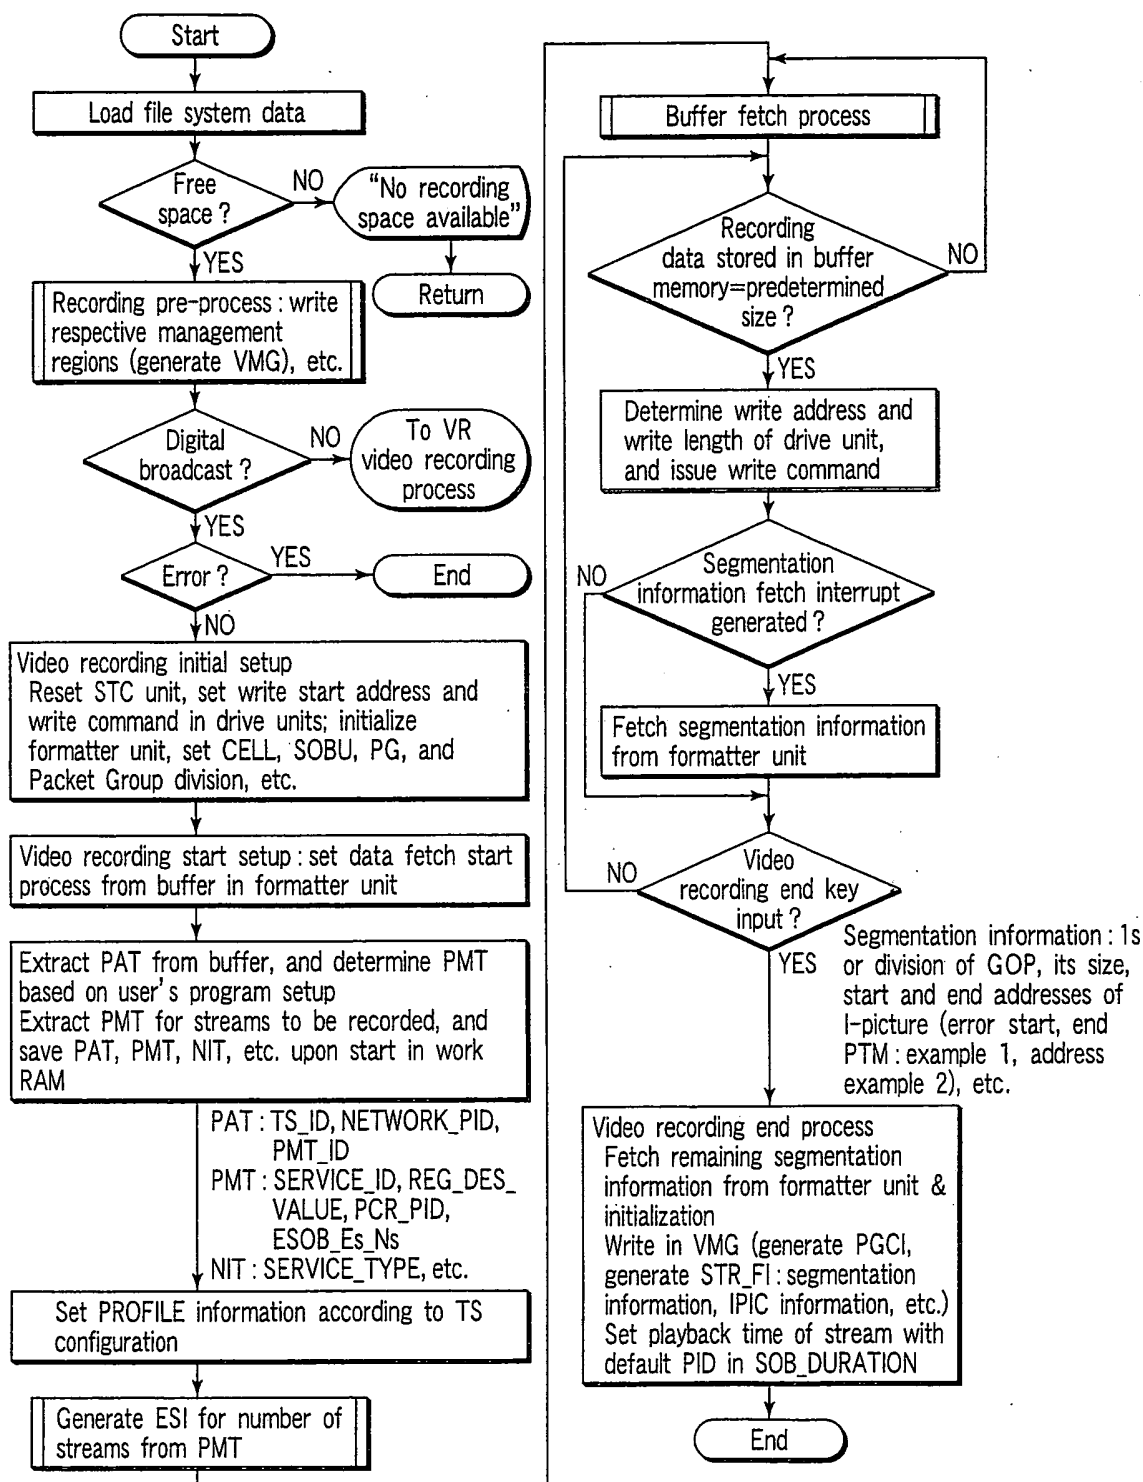 Start
Load file system data
Free
space ?
NO
"No recording
space available"
Return
YES
Recording pre-process : write
respective management
regions (generate VMG), etc.
Digital
broadcast ?
NO
To VR
video recording
process
YES
Error ?
YES
End
NO
Video recording initial setup
Reset STC unit, set write start address and
write command in drive units; initialize
formatter unit, set CELL, SOBU, PG, and
Packet Group division, etc.
Video recording start setup : set data fetch start
process from buffer in formatter unit
Extract PAT from buffer, and determine PMT
based on user's program setup
Extract PMT for streams to be recorded, and
save PAT, PMT, NIT, etc. upon start in work
RAM
PAT : TS_ID, NETWORK_PID,
PMT_ID
PMT : SERVICE_ID, REG_DES_
VALUE, PCR_PID,
ESOB_Es_Ns
NIT : SERVICE_TYPE, etc.
Set PROFILE information according to TS
configuration
Generate ESI for number of
streams from PMT
Buffer fetch process
Recording
data stored in buffer
memory=predetermined
size ?
NO
YES
Determine write address and
write length of drive unit,
and issue write command
Segmentation
information fetch interrupt
generated ?
NO
YES
Fetch segmentation information
from formatter unit
Video
recording end key
input ?
NO
YES
Segmentation information : 1s
or division of GOP, its size,
start and end addresses of
I-picture (error start, end
PTM : example 1, address
example 2), etc.
Video recording end process
Fetch remaining segmentation
information from formatter unit &
initialization
Write in VMG (generate PGCI,
generate STR_FI : segmentation
information, IPIC information, etc.)
Set playback time of stream with
default PID in SOB_DURATION
End